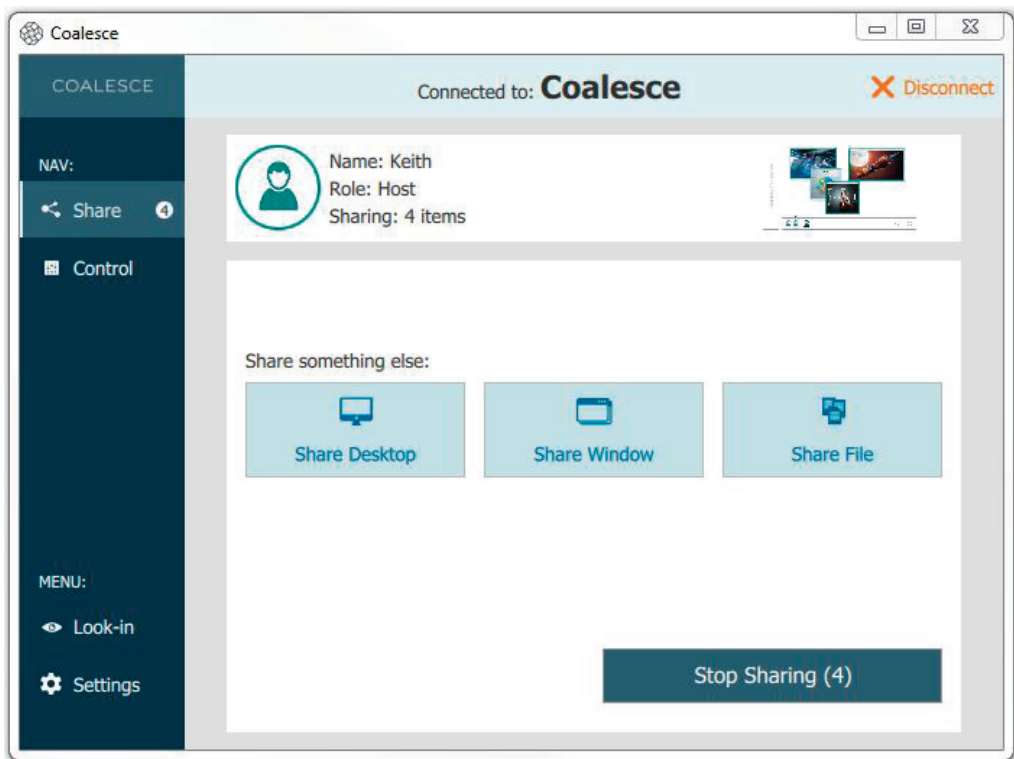 Coalesce
COALESCE
Connected to: Coalesce
Disconnect
NAV:
Share 4
Control
Name: Keith
Role: Host
Sharing: 4 items
Share something else:
Share Desktop
Share Window
Share File
MENU:
Look-in
Settings
Stop Sharing (4)